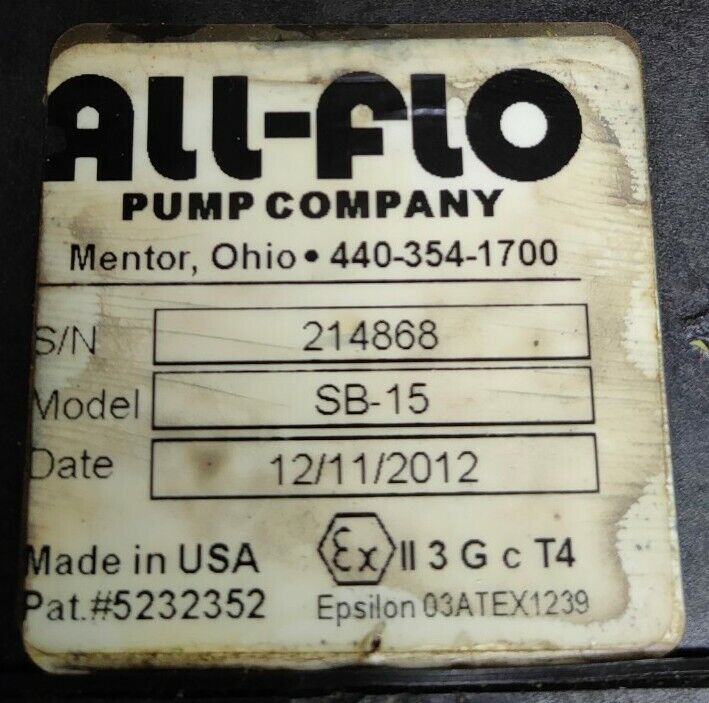 ALL-FLO
PUMP COMPANY
Mentor, Ohio • 440-354-1700
S/N 214868
Model SB-15
Date 12/11/2012
Made in USA Ex II 3 G c T4
Pat.#5232352 Epsilon 03ATEX1239